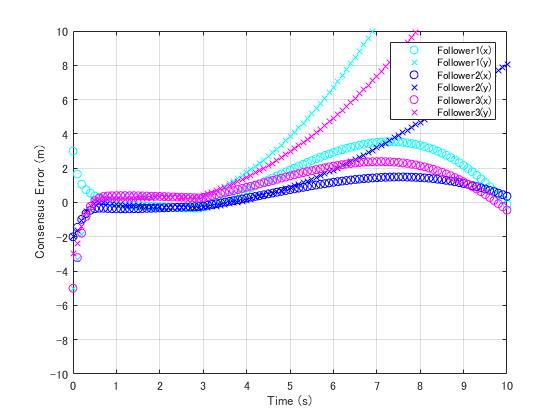 10
8
6
4
2
0
-2
-4
-6
-8
-10
Consensus Error (m)
0 1 2 3 4 5 6 7 8 9 10
Time (s)
Follower1(x)
Follower1(y)
Follower2(x)
Follower2(y)
Follower3(x)
Follower3(y)